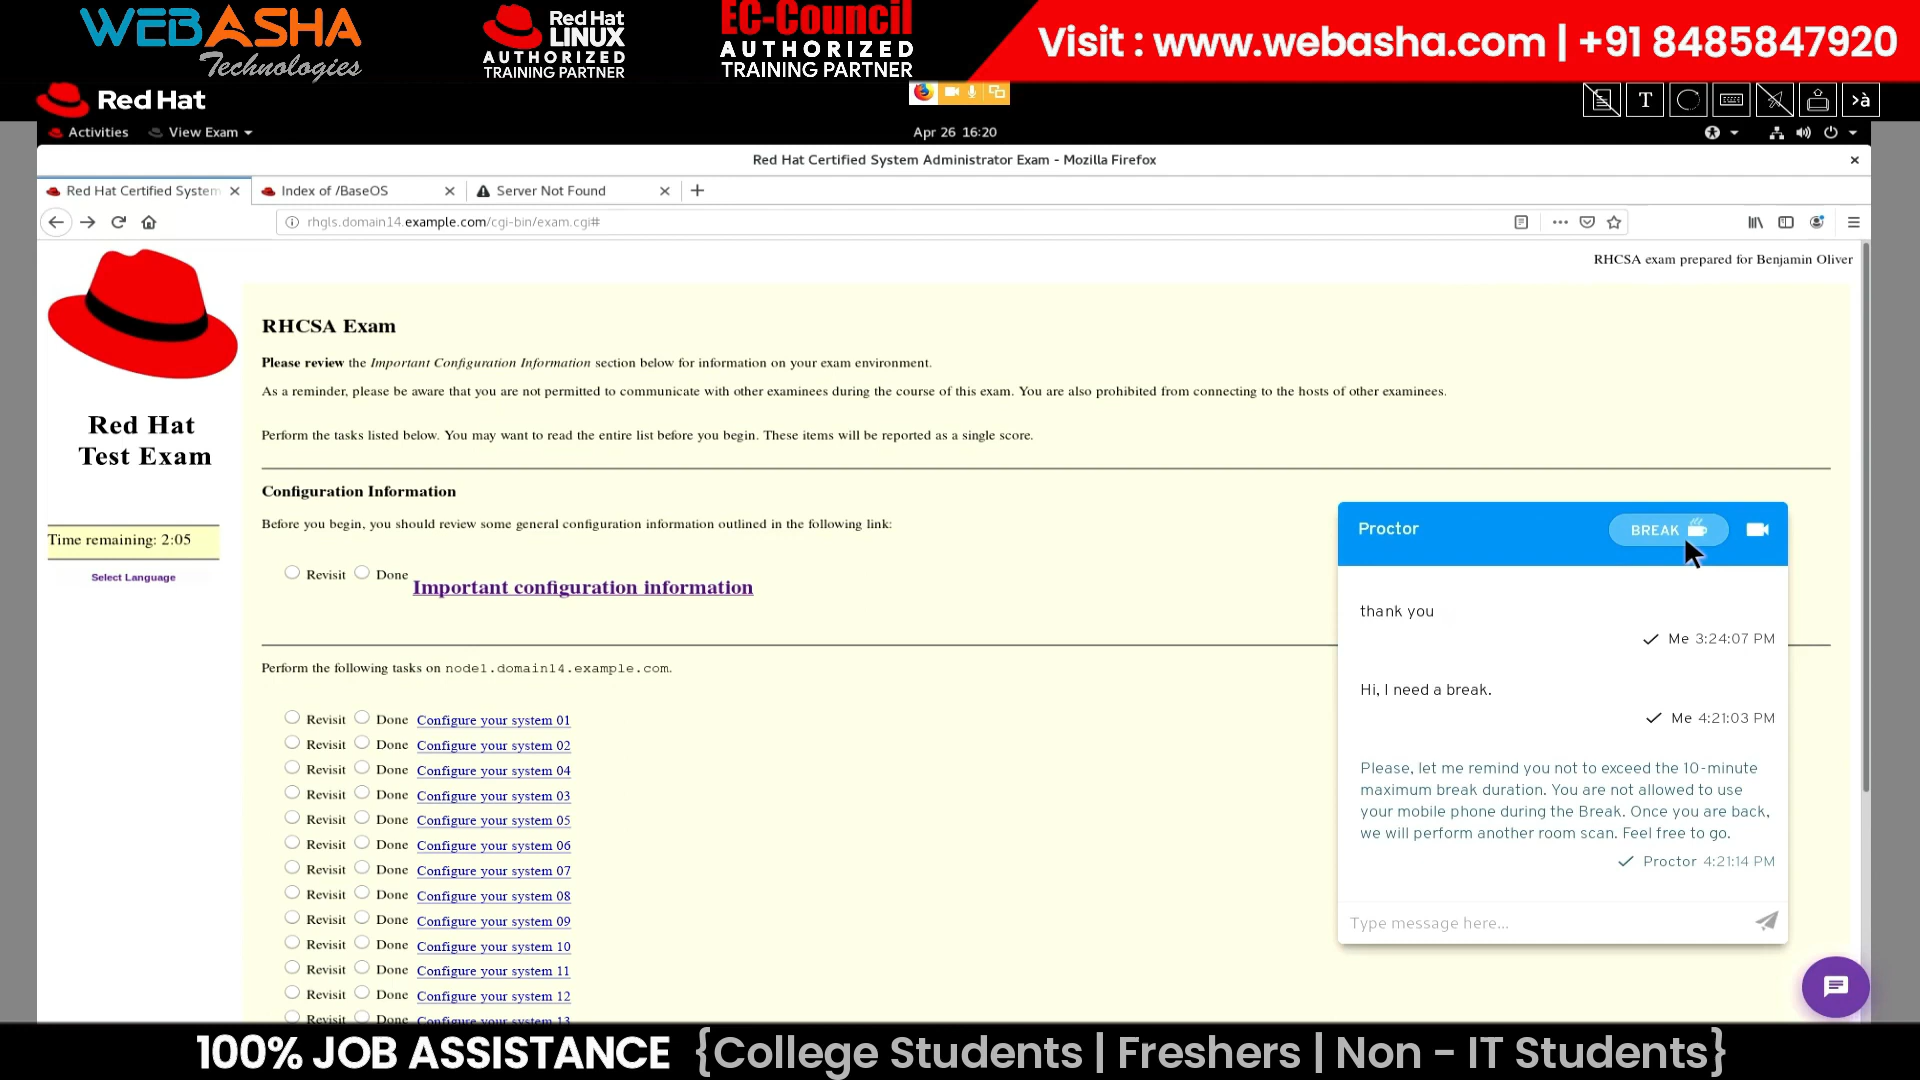 WEBASHA
Technologies
Red Hat
LINUX
AUTHORIZED
TRAINING PARTNER
EC-Council
AUTHORIZED
TRAINING PARTNER
Visit : www.webasha.com | +91 8485847920
Red Hat
T
>à
Activities
View Exam
Apr 26 16:20
Red Hat Certified System Administrator Exam - Mozilla Firefox
Red Hat Certified System
Index of /BaseOS
Server Not Found
rhgls.domain14.example.com/cgi-bin/exam.cgi#
RHCSA exam prepared for Benjamin Oliver
Red Hat
Test Exam
Time remaining: 2:05
Select Language
RHCSA Exam
Please review the Important Configuration Information section below for information on your exam environment.
As a reminder, please be aware that you are not permitted to communicate with other examinees during the course of this exam. You are also prohibited from connecting to the hosts of other examinees.
Perform the tasks listed below. You may want to read the entire list before you begin. These items will be reported as a single score.
Configuration Information
Before you begin, you should review some general configuration information outlined in the following link:
Revisit Done Important configuration information
Perform the following tasks on node1.domain14.example.com.
Revisit Done Configure your system 01
Revisit Done Configure your system 02
Revisit Done Configure your system 04
Revisit Done Configure your system 03
Revisit Done Configure your system 05
Revisit Done Configure your system 06
Revisit Done Configure your system 07
Revisit Done Configure your system 08
Revisit Done Configure your system 09
Revisit Done Configure your system 10
Revisit Done Configure your system 11
Revisit Done Configure your system 12
Revisit Done Configure your system 13
Proctor
BREAK
thank you
Me 3:24:07 PM
Hi, I need a break.
Me 4:21:03 PM
Please, let me remind you not to exceed the 10-minute
maximum break duration. You are not allowed to use
your mobile phone during the Break. Once you are back,
we will perform another room scan. Feel free to go.
Proctor 4:21:14 PM
Type message here...
100% JOB ASSISTANCE {College Students | Freshers | Non - IT Students}